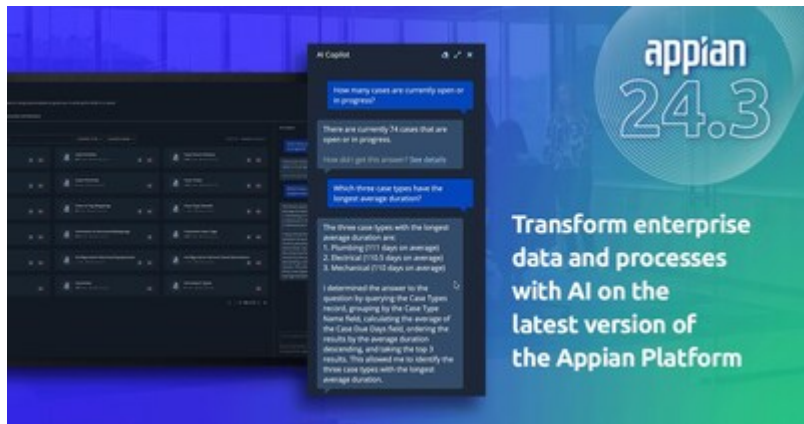 AI Copilot
How many cases are currently open or
in progress?
There are currently 74 cases that are
open or in progress.
How did I get this answer? See details
Which three case types have the
longest average duration?
The three case types with the longest
average duration are:
1. Plumbing (111 days on average)
2. Electrical (110.5 days on average)
3. Mechanical (110 days on average)
I determined the answer to the
question by querying the Case Types
record, grouping by the Case Type
Name field, calculating the average of
the Case Due Days field, ordering the
results by the average duration
descending, and taking the top 3
results. This allowed me to identify the
three case types with the longest
average duration.
appian
24.3
Transform enterprise
data and processes
with AI on the
latest version of
the Appian Platform